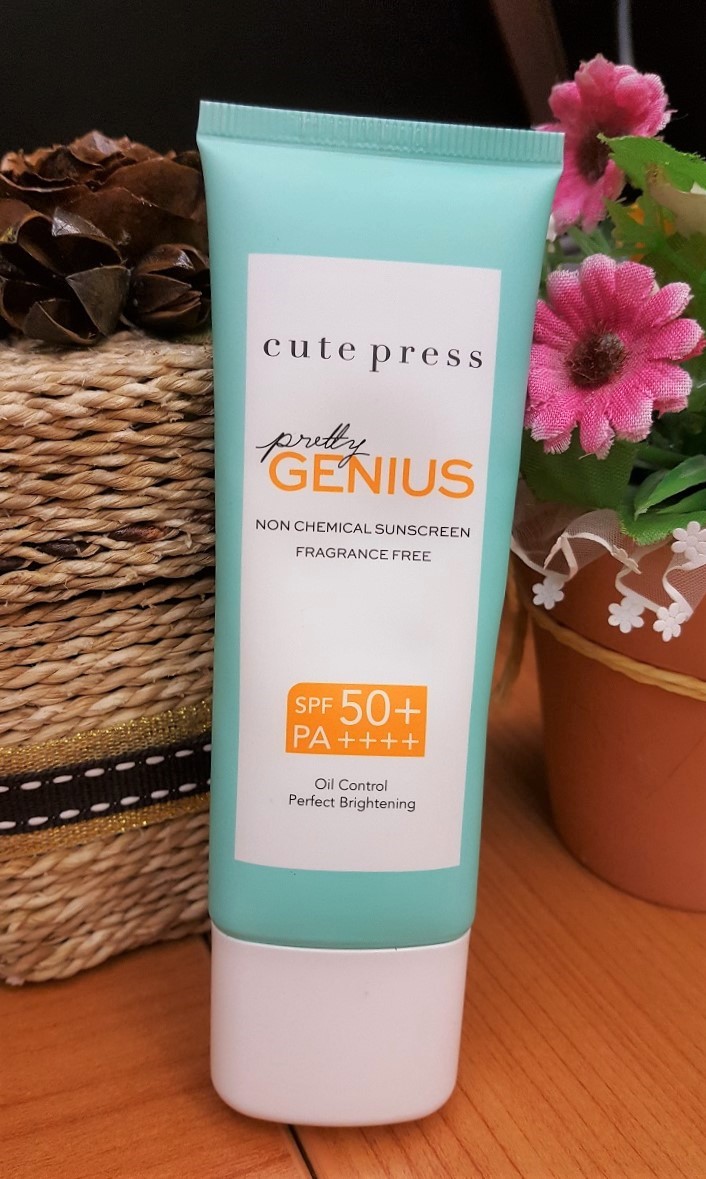 cute press
pretty
GENIUS
NON CHEMICAL SUNSCREEN
FRAGRANCE FREE
SPF 50+
PA ++++
Oil Control
Perfect Brightening